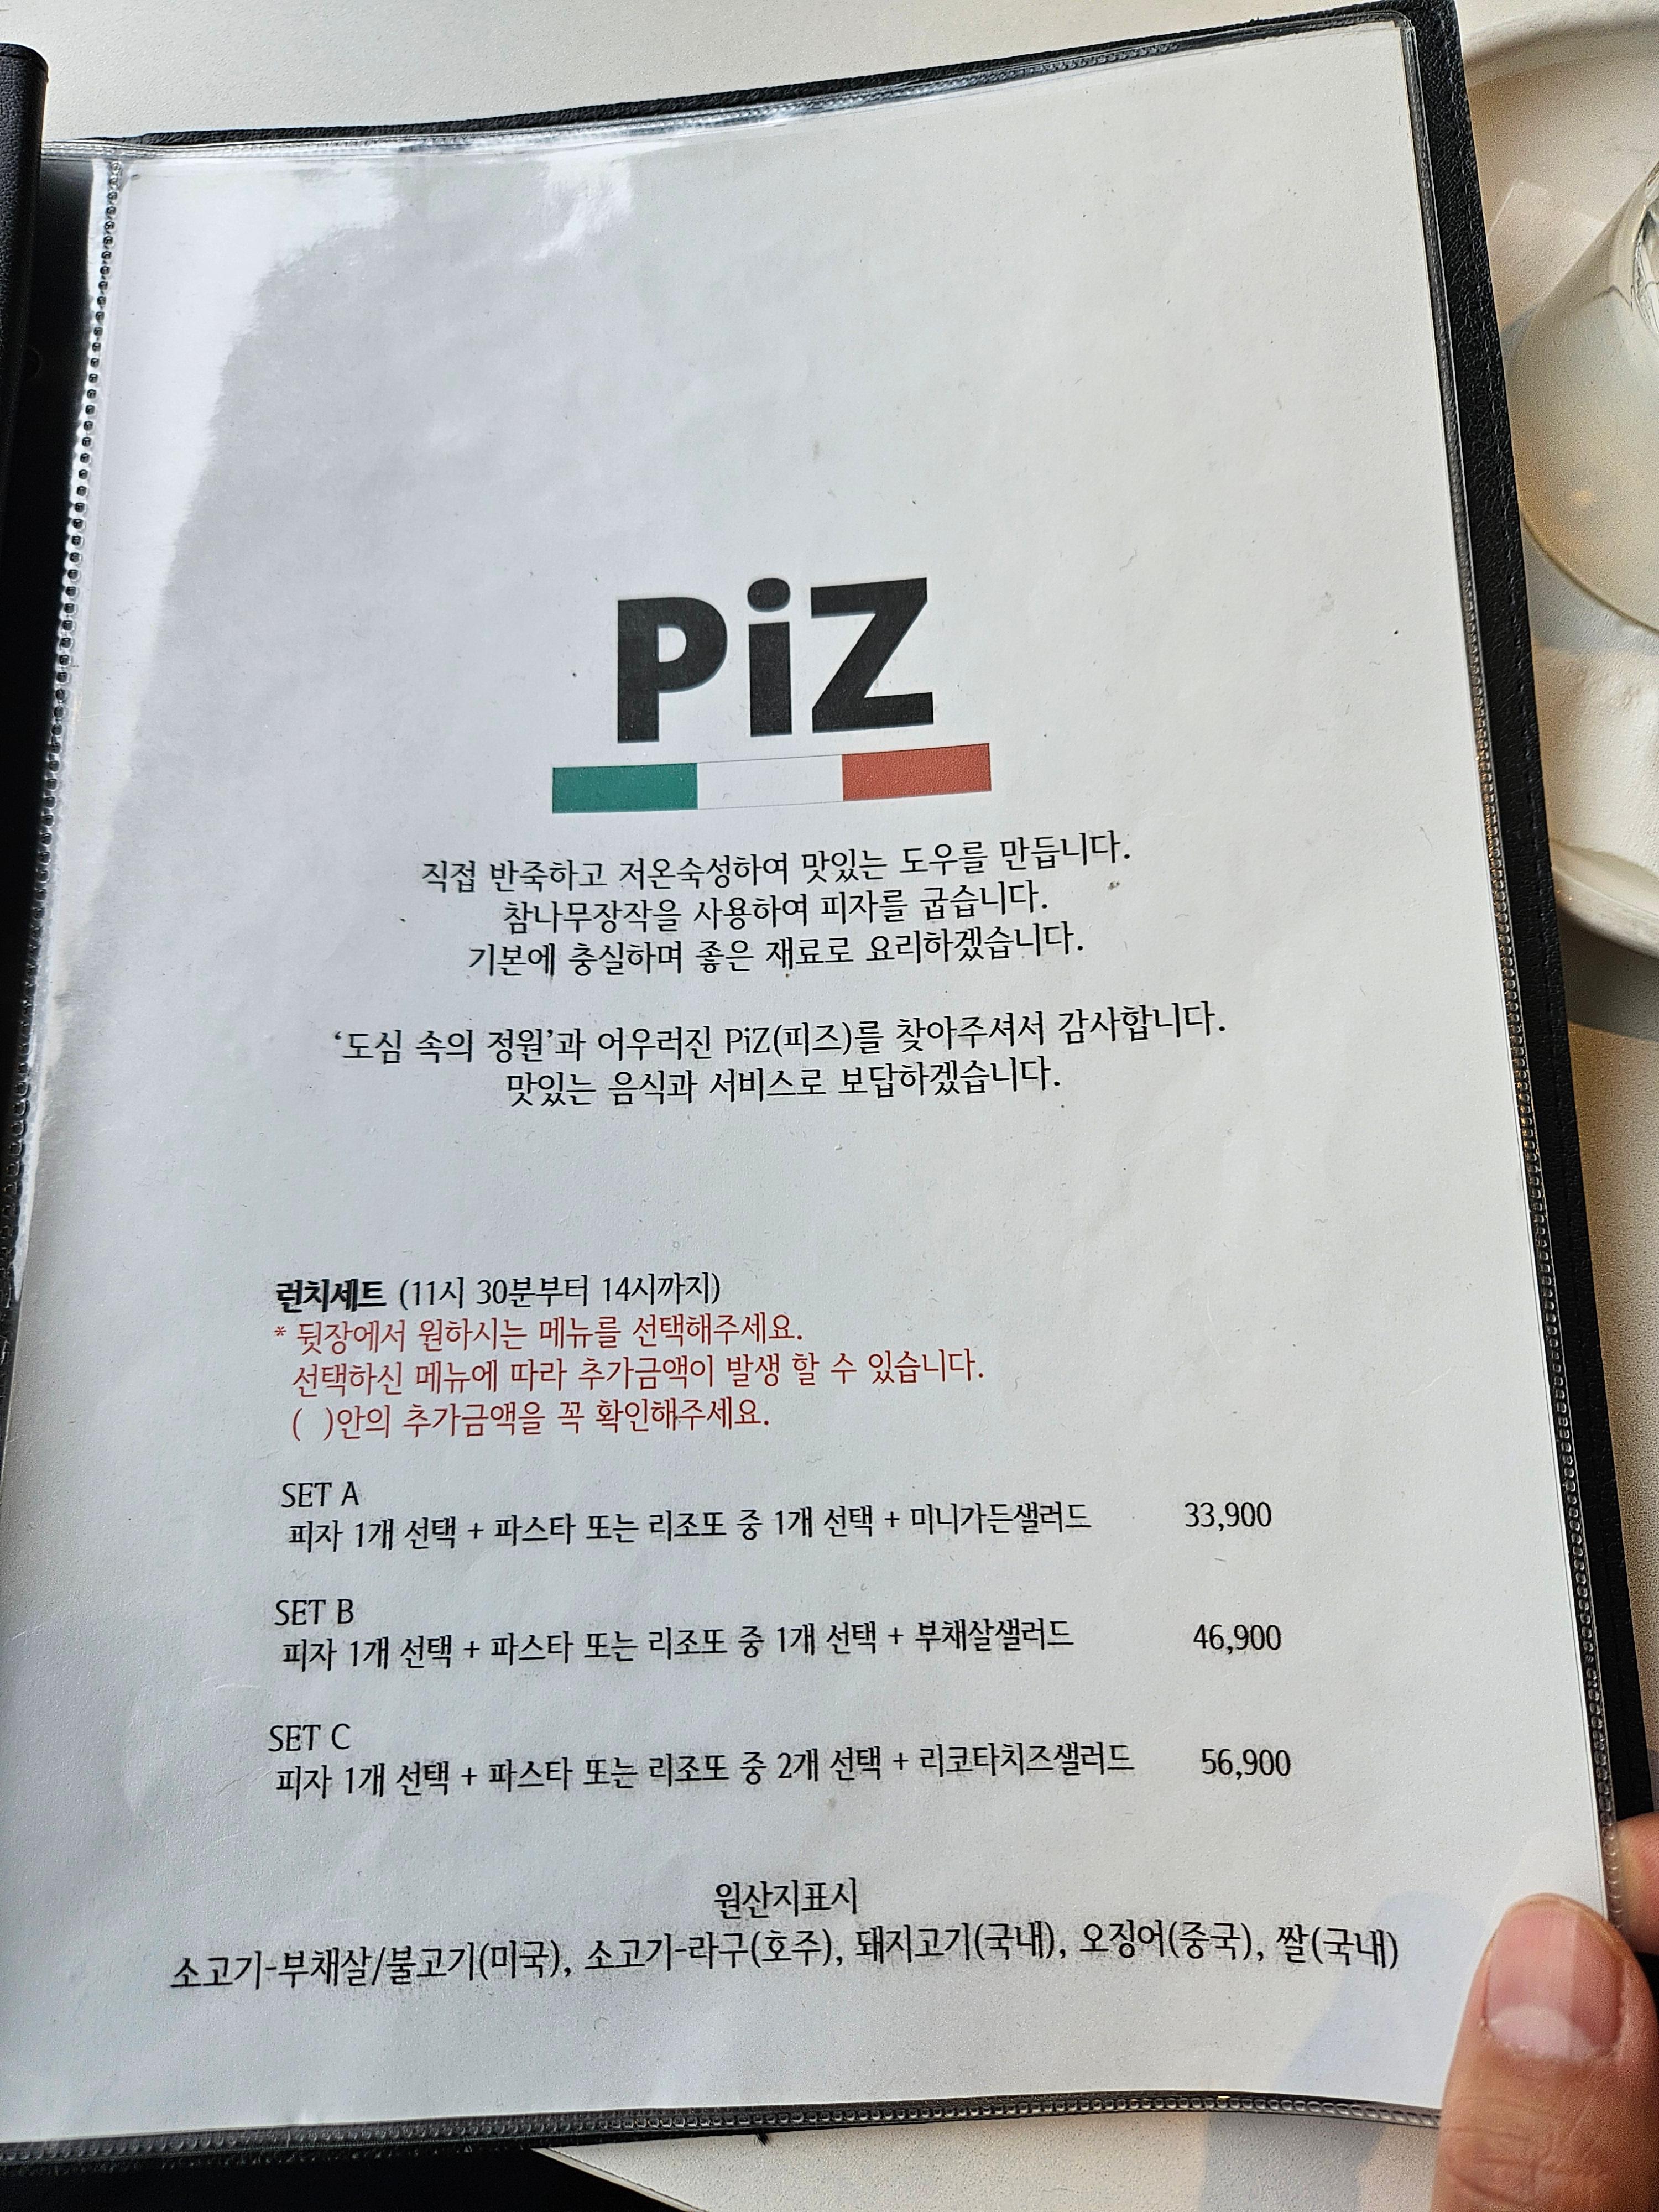 PiZ
직접 반죽하고 저온숙성하여 맛있는 도우를 만듭니다.
참나무장작을 사용하여 피자를 굽습니다.
기본에 충실하며 좋은 재료로 요리하겠습니다.
‘도심 속의 정원’과 어우러진 PiZ(피즈)를 찾아주셔서 감사합니다.
맛있는 음식과 서비스로 보답하겠습니다.
런치세트 (11시 30분부터 14시까지)
* 뒷장에서 원하시는 메뉴를 선택해주세요.
선택하신 메뉴에 따라 추가금액이 발생 할 수 있습니다.
( )안의 추가금액을 꼭 확인해주세요.
SET A
피자 1개 선택 + 파스타 또는 리조또 중 1개 선택 + 미니가든샐러드 33,900
SET B
피자 1개 선택 + 파스타 또는 리조또 중 1개 선택 + 부채살샐러드 46,900
SET C
피자 1개 선택 + 파스타 또는 리조또 중 2개 선택 + 리코타치즈샐러드 56,900
원산지표시
소고기-부채살/불고기(미국), 소고기-라구(호주), 돼지고기(국내), 오징어(중국), 쌀(국내)